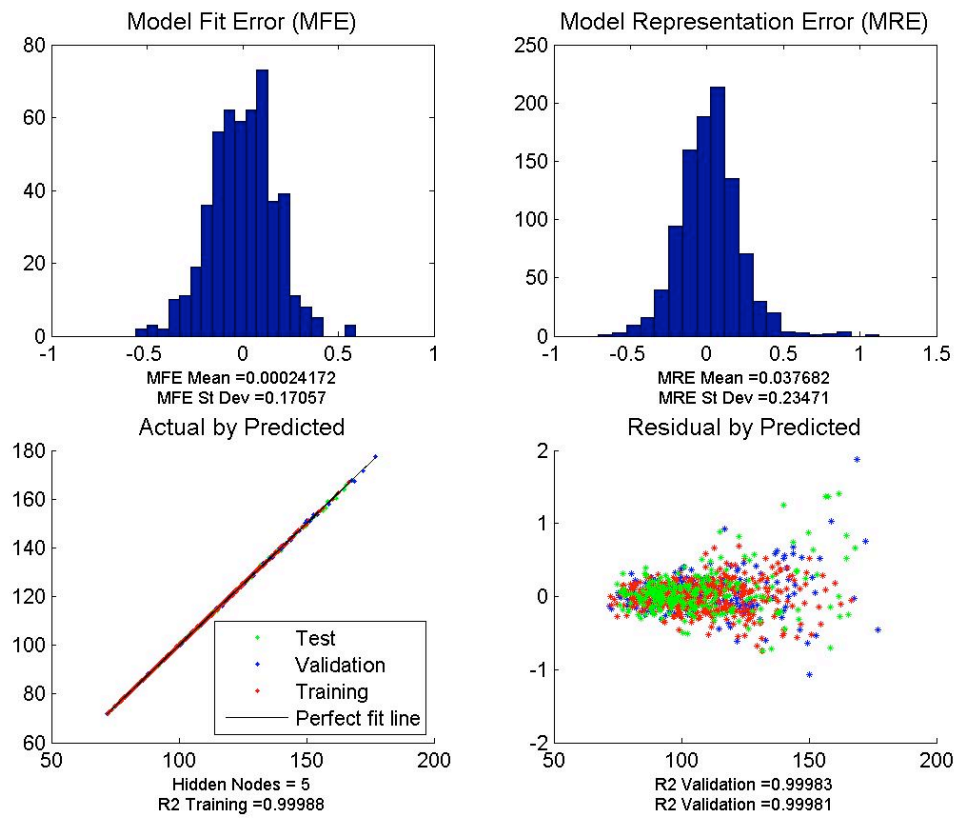 Model Fit Error (MFE)
80
60
40
20
0
-1
-0.5
0
0.5
1
MFE Mean =0.00024172
MFE St Dev =0.17057
Model Representation Error (MRE)
250
200
150
100
50
0
-1
-0.5
0
0.5
1
1.5
MRE Mean =0.037682
MRE St Dev =0.23471
Actual by Predicted
180
160
140
120
100
80
60
50
100
150
200
Test
Validation
Training
Perfect fit line
Hidden Nodes = 5
R2 Training =0.99988
Residual by Predicted
2
1
0
-1
-2
50
100
150
200
R2 Validation =0.99983
R2 Validation =0.99981